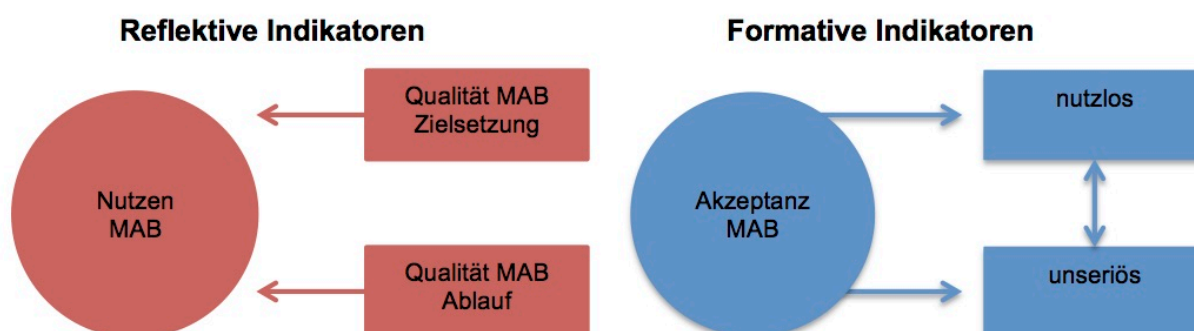 Reflektive Indikatoren
Nutzen
MAB
Qualität MAB
Zielsetzung
Qualität MAB
Ablauf
Formative Indikatoren
Akzeptanz
MAB
nutzlos
unseriös